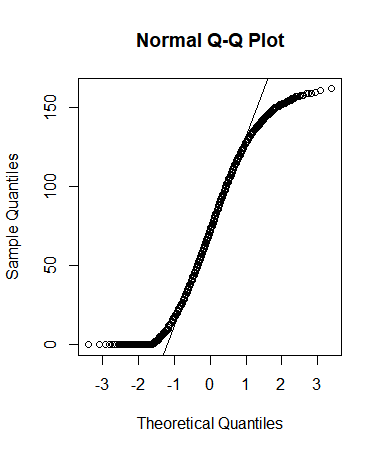 Normal Q-Q Plot
Sample Quantiles
150
100
50
0
-3 -2 -1 0 1 2 3
Theoretical Quantiles